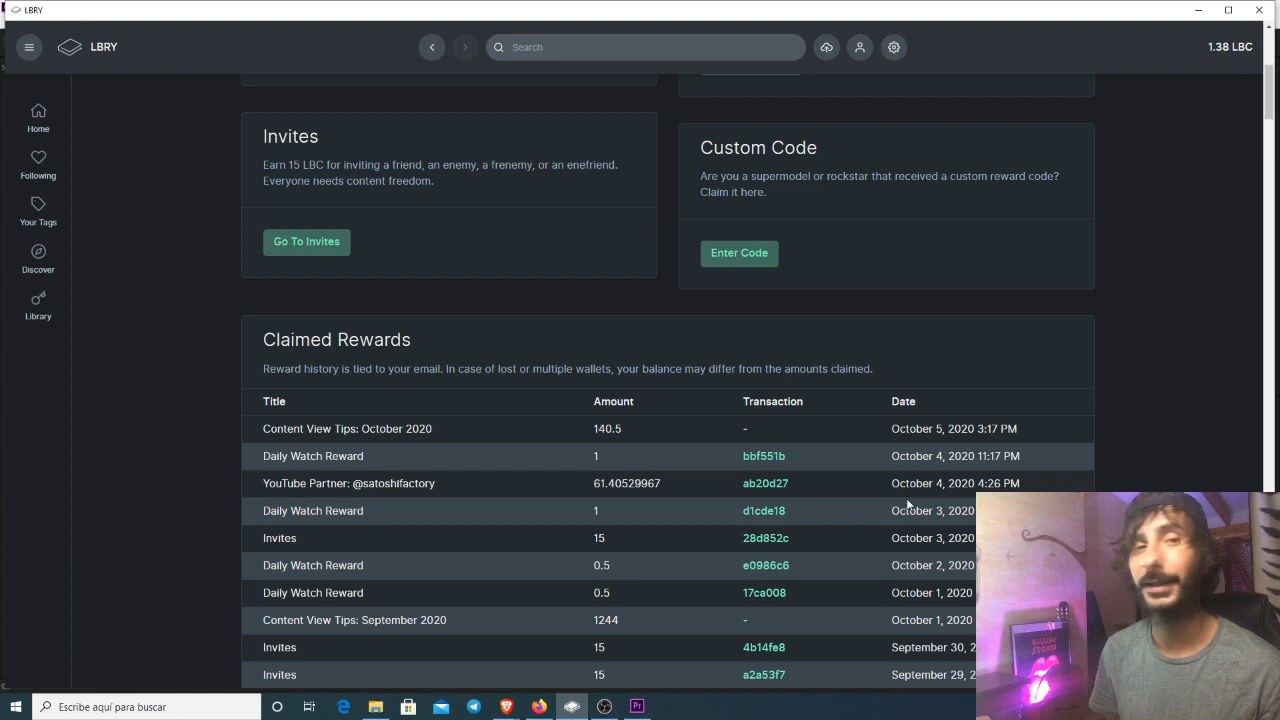 LBRY
LBRY
Search
1.38 LBC
Home
Following
Your Tags
Discover
Library
Invites
Earn 15 LBC for inviting a friend, an enemy, a frenemy, or an enefriend.
Everyone needs content freedom.
Go To Invites
Custom Code
Are you a supermodel or rockstar that received a custom reward code?
Claim it here.
Enter Code
Claimed Rewards
Reward history is tied to your email. In case of lost or multiple wallets, your balance may differ from the amounts claimed.
Title Amount Transaction Date
Content View Tips: October 2020 140.5 - October 5, 2020 3:17 PM
Daily Watch Reward 1 bbf551b October 4, 2020 11:17 PM
YouTube Partner: @satoshifactory 61.40529967 ab20d27 October 4, 2020 4:26 PM
Daily Watch Reward 1 d1cde18 October 3, 2020
Invites 15 28d852c October 3, 2020
Daily Watch Reward 0.5 e0986c6 October 2, 2020
Daily Watch Reward 0.5 17ca008 October 1, 2020
Content View Tips: September 2020 1244 - October 1, 2020
Invites 15 4b14fe8 September 30, 2
Invites 15 a2a53f7 September 29, 2
Escribe aquí para buscar